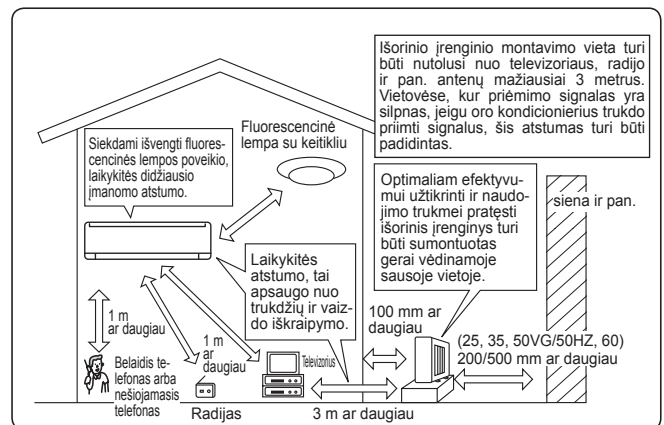 Išorinio įrenginio montavimo vieta turi
būti nutolusi nuo televizoriaus, radijo
ir pan. antenų mažiausiai 3 metrus.
Vietovėse, kur priėmimo signalas yra
silpnas, jeigu oro kondicionierius trukdo
priimti signalus, šis atstumas turi būti
padidintas.
Fluorescencinė
lempa su keitikliu
Siekdami išvengti fluores-
cencinės lempos poveikio,
laikykitės didžiausio
įmanomo atstumo.
Optimaliam efektyvu-
mui užtikrinti ir naudo-
jimo trukmei pratęsti
išorinis įrenginys turi
būti sumontuotas
gerai vėdinamoje
sausoje vietoje.
siena ir pan.
Laikykitės
atstumo, tai
apsaugo nuo
trukdžių ir vaiz-
do iškraipymo.
1 m
ar daugiau
1 m
ar
daugiau
100 mm ar
daugiau
(25, 35, 50VG/50HZ, 60)
200/500 mm ar daugiau
Belaidis te-
lefonas arba
nešiojamasis
telefonas
Televizorius
Radijas
3 m ar daugiau